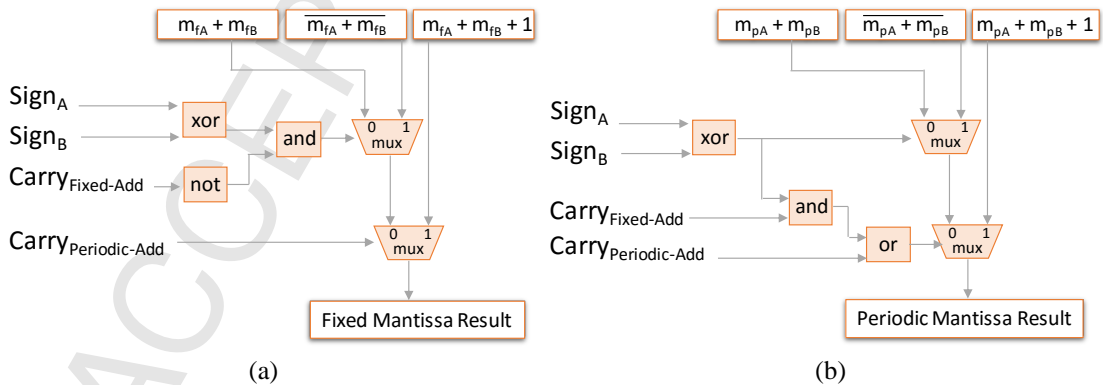 m_fA + m_fB   m_fA + m_fB   m_fA + m_fB + 1
Sign_A
Sign_B
Carry_Fixed-Add
Carry_Periodic-Add
xor
not
and
0 1
mux
0 1
mux
Fixed Mantissa Result
(a)
m_pA + m_pB   m_pA + m_pB   m_pA + m_pB + 1
Sign_A
Sign_B
Carry_Fixed-Add
Carry_Periodic-Add
xor
and
or
0 1
mux
0 1
mux
Periodic Mantissa Result
(b)
ACCEP